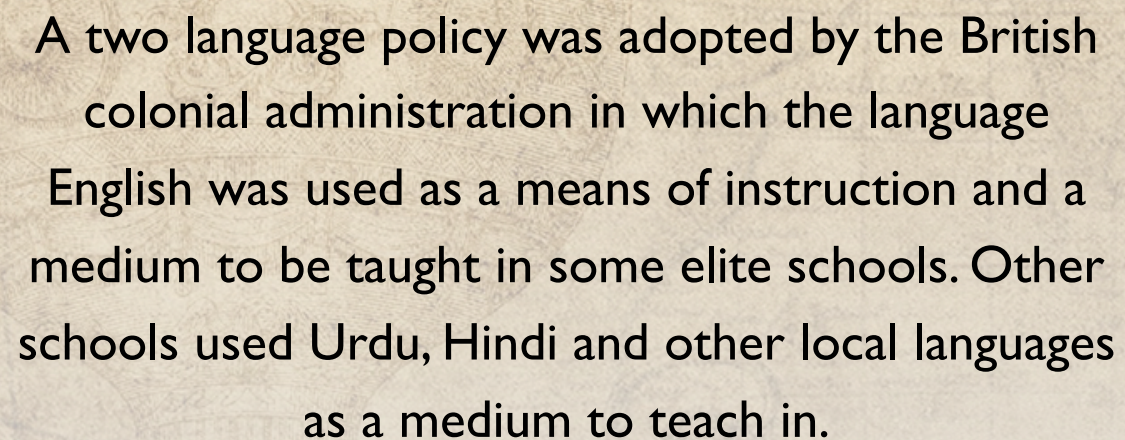 A two language policy was adopted by the British
colonial administration in which the language
English was used as a means of instruction and a
medium to be taught in some elite schools. Other
schools used Urdu, Hindi and other local languages
as a medium to teach in.